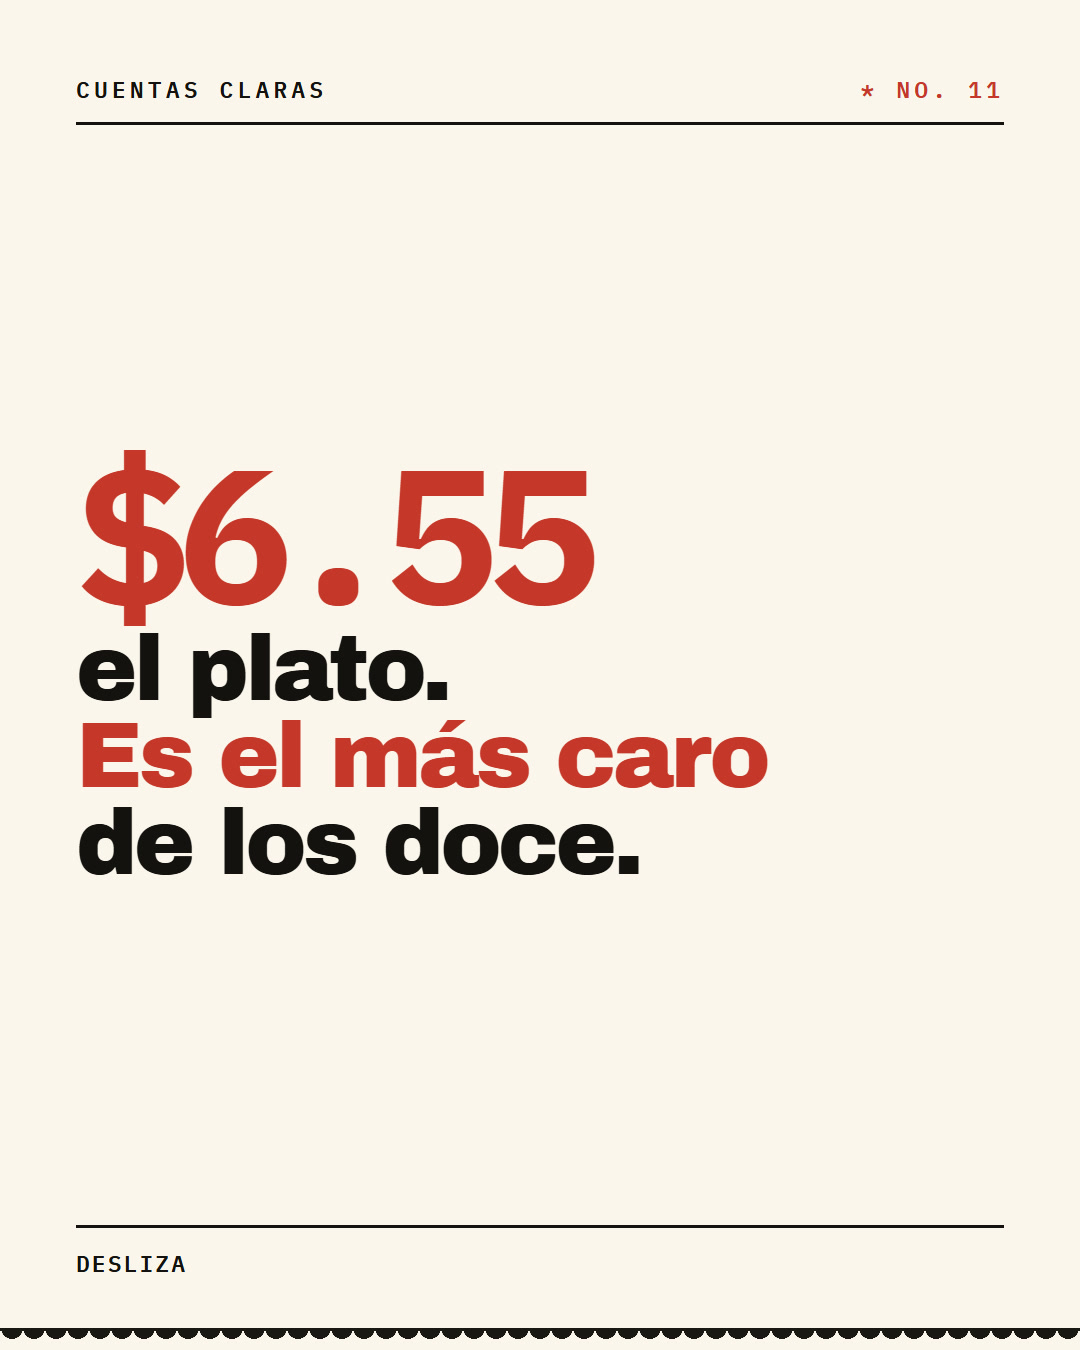 CUENTAS CLARAS
* NO. 11
$6.55
el plato.
Es el más caro
de los doce.
DESLIZA